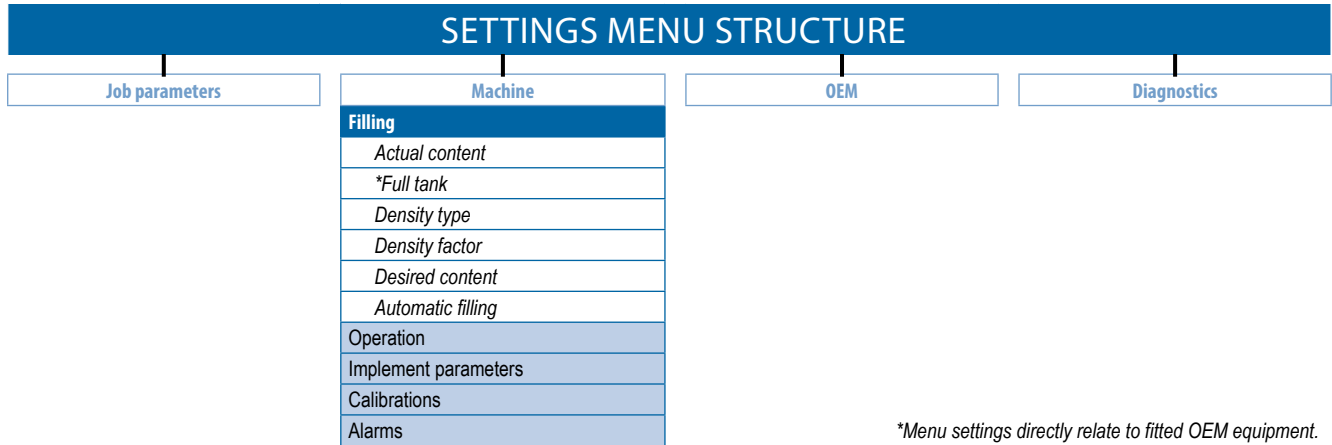 SETTINGS MENU STRUCTURE
Job parameters
Machine
OEM
Diagnostics
Filling
Actual content
*Full tank
Density type
Density factor
Desired content
Automatic filling
Operation
Implement parameters
Calibrations
Alarms
*Menu settings directly relate to fitted OEM equipment.